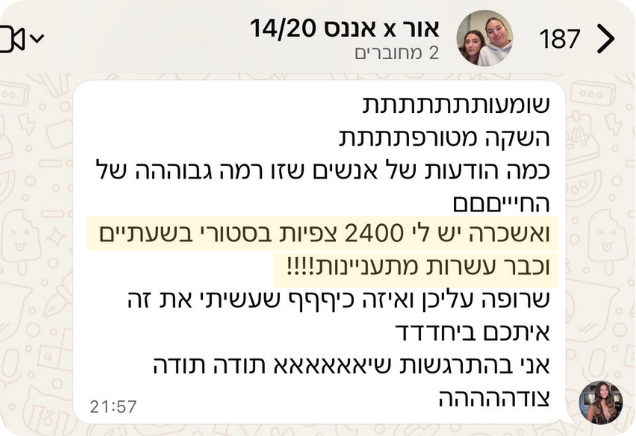 187
אור x אננס 14/20
2 מחוברים
שומעותתתתתתת
השקה מטורפתתתת
כמה הודעות של אנשים שזו רמה גבוההה של
החיייםםם
ואשכרה יש לי 2400 צפיות בסטורי בשעתיים
וכבר עשרות מתעניינות!!!!
שרופה עליכן ואיזה כיףףף שעשיתי את זה
איתכם ביחדדד
אני בהתרגשות שיאאאאאא תודה תודה
צודהההההה
21:57